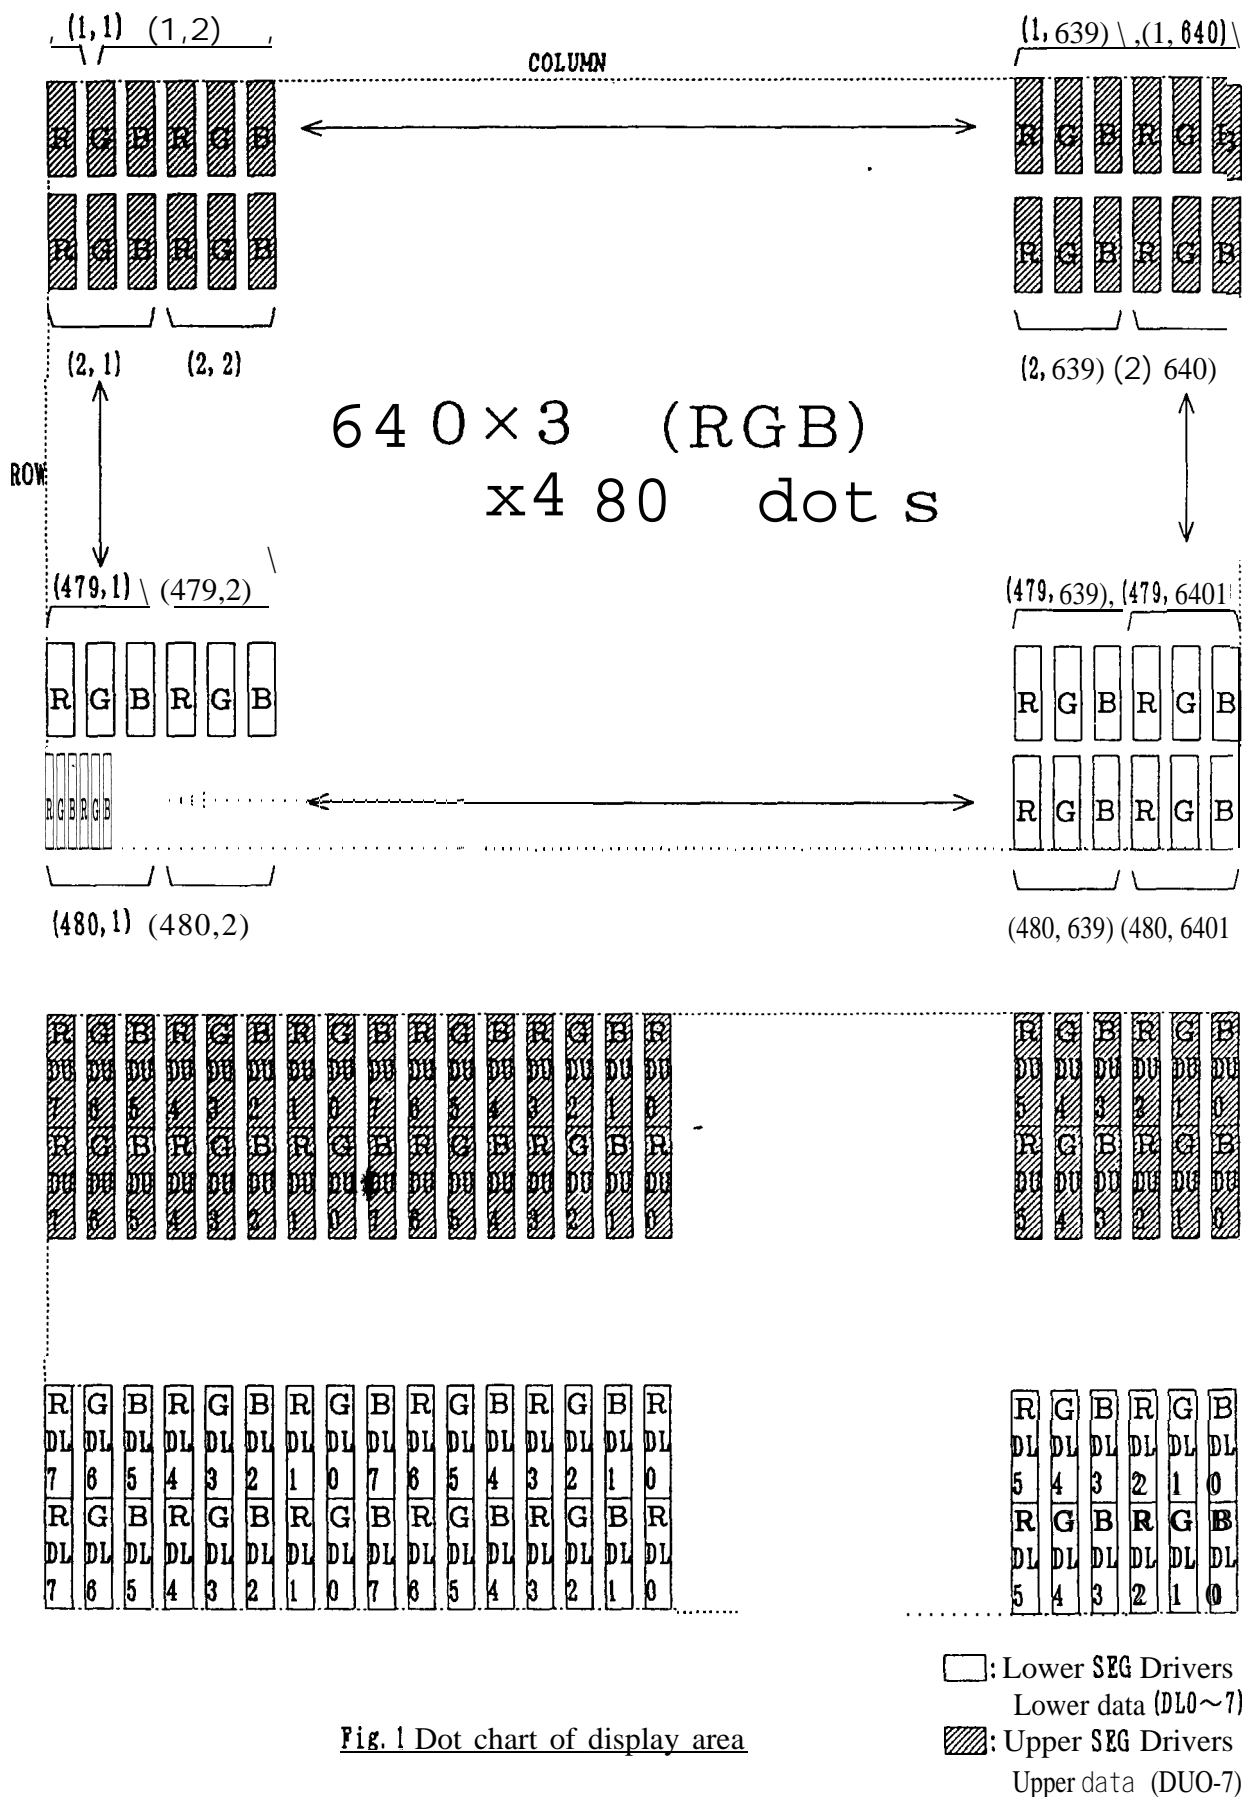 (1,1) (1,2) (1, 639) \ ,(1, 640) \
COLUMN
R G B R G B R G B R G B
R G B R G B R G B R G B
(2,1) (2,2) (2, 639) (2) 640)
640×3 (RGB)
ROW
x480 dots
(479,1) \ (479,2) \ (479, 639), (479, 6401
R G B R G B R G B R G B
R G B R G B R G B R G B
(480,1) (480,2) (480, 639) (480, 6401
R G B R G B R G B R G B R G B R R G B R G B
DU DU DU DU DU DU DU DU DU DU DU DU DU DU DU DU DU DU DU DU DU DU
7 6 5 4 3 2 1 0 7 6 5 4 3 2 1 0 5 4 3 2 1 0
R G B R G B R G B R G B R G B R R G B R G B
DU DU DU DU DU DU DU DU DU DU DU DU DU DU DU DU DU DU DU DU DU DU
7 6 5 4 3 2 1 0 7 6 5 4 3 2 1 0 5 4 3 2 1 0
R G B R G B R G B R G B R G B R R G B R G B
DL DL DL DL DL DL DL DL DL DL DL DL DL DL DL DL DL DL DL DL DL DL
7 6 5 4 3 2 1 0 7 6 5 4 3 2 1 0 5 4 3 2 1 0
R G B R G B R G B R G B R G B R R G B R G B
DL DL DL DL DL DL DL DL DL DL DL DL DL DL DL DL DL DL DL DL DL DL
7 6 5 4 3 2 1 0 7 6 5 4 3 2 1 0 5 4 3 2 1 0
: Lower SEG Drivers
Lower data (DL0~7)
Fig. 1 Dot chart of display area
: Upper SEG Drivers
Upper data (DUO-7)